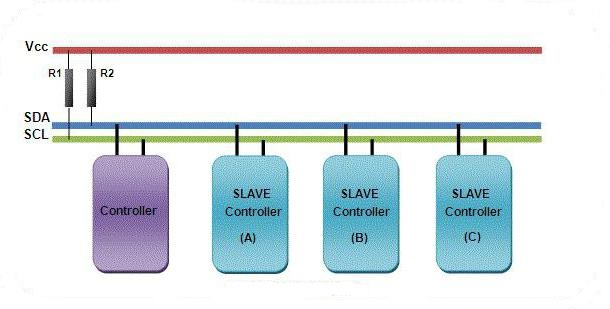 Vcc
R1 R2
SDA
SCL
Controller
SLAVE
Controller
(A)
SLAVE
Controller
(B)
SLAVE
Controller
(C)